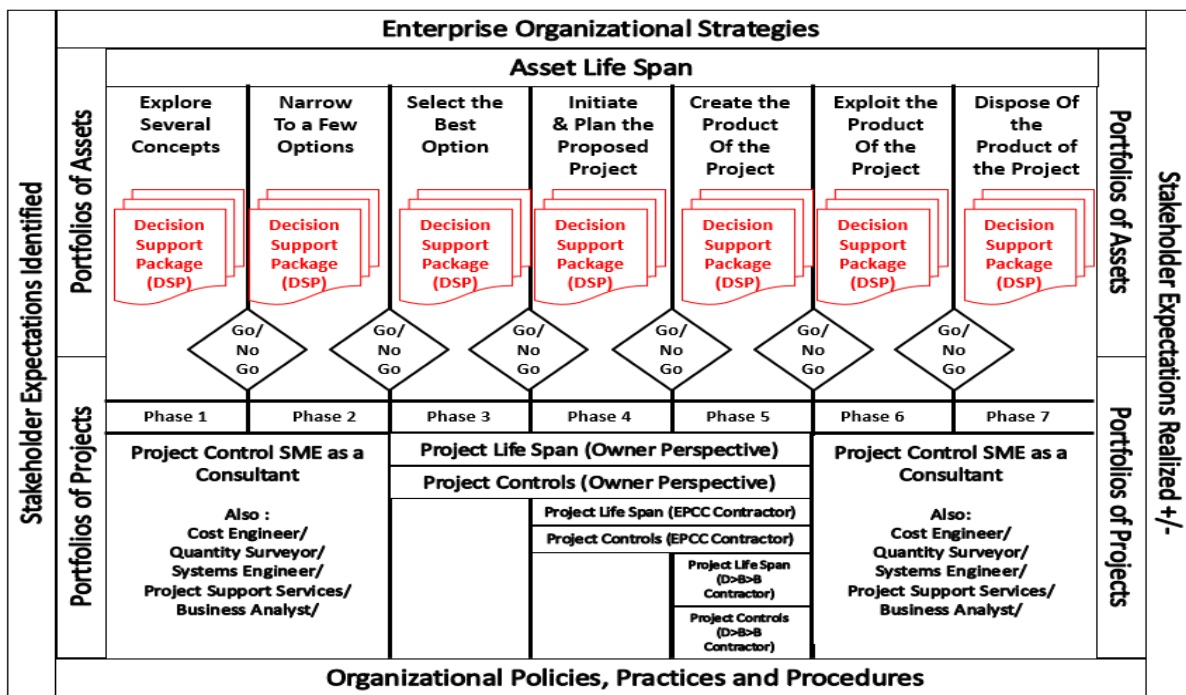 Enterprise Organizational Strategies
Stakeholder Expectations Identified
Portfolios of Assets
Asset Life Span
Portfolios of Assets
Stakeholder Expectations Realized +/-
Explore
Several
Concepts
Narrow
To a Few
Options
Select the
Best
Option
Initiate
& Plan the
Proposed
Project
Create the
Product
Of the
Project
Exploit the
Product
Of the
Project
Dispose Of
the
Product of
the Project
Decision
Support
Package
(DSP)
Decision
Support
Package
(DSP)
Decision
Support
Package
(DSP)
Decision
Support
Package
(DSP)
Decision
Support
Package
(DSP)
Decision
Support
Package
(DSP)
Decision
Support
Package
(DSP)
Go/
No
Go
Go/
No
Go
Go/
No
Go
Go/
No
Go
Go/
No
Go
Go/
No
Go
Portfolios of Projects
Phase 1
Phase 2
Phase 3
Phase 4
Phase 5
Phase 6
Phase 7
Portfolios of Projects
Project Control SME as a
Consultant
Also :
Cost Engineer/
Quantity Surveyor/
Systems Engineer/
Project Support Services/
Business Analyst/
Project Life Span (Owner Perspective)
Project Controls (Owner Perspective)
Project Life Span (EPCC Contractor)
Project Controls (EPCC Contractor)
Project Life Span
(D>B>B
Contractor)
Project Controls
(D>B>B
Contractor)
Project Control SME as a
Consultant
Also:
Cost Engineer/
Quantity Surveyor/
Systems Engineer/
Project Support Services/
Business Analyst/
Organizational Policies, Practices and Procedures